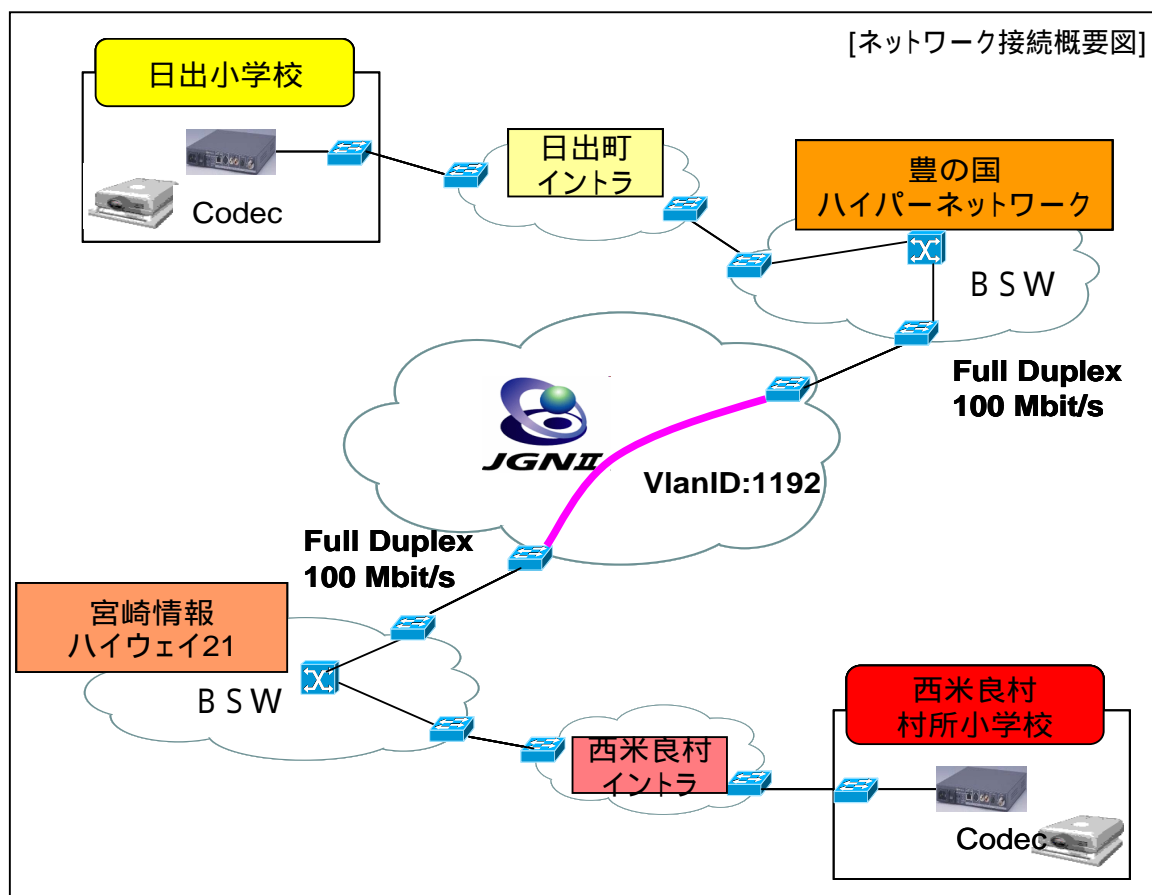 [ネットワーク接続概要図]
日出小学校
Codec
日出町
イントラ
豊の国
ハイパーネットワーク
ＢＳＷ
Full Duplex
100 Mbit/s
JGNⅡ
VlanID:1192
Full Duplex
100 Mbit/s
宮崎情報
ハイウェイ21
ＢＳＷ
西米良村
イントラ
西米良村
村所小学校
Codec